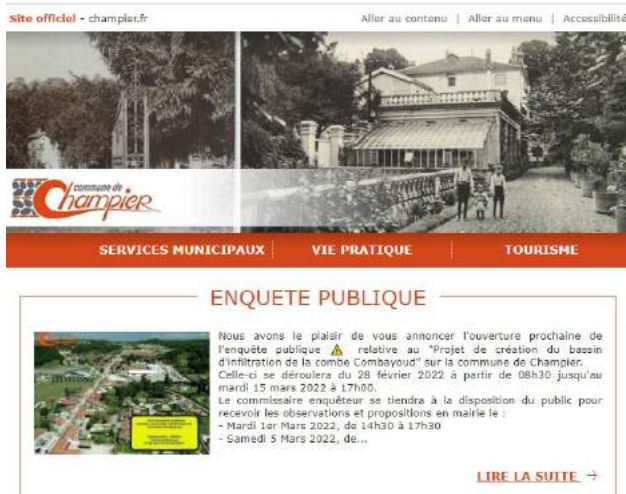 Site officiel - champier.fr
Aller au contenu | Aller au menu | Accessibilité
commune de
Champier
SERVICES MUNICIPAUX
VIE PRATIQUE
TOURISME
ENQUETE PUBLIQUE
Nous avons le plaisir de vous annoncer l'ouverture prochaine de
l'enquête publique ⚠ relative au "Projet de création du bassin
d'infiltration de la combe Combayoud" sur la commune de Champier.
Celle-ci se déroulera du 28 février 2022 à partir de 08h30 jusqu'au
mardi 15 mars 2022 à 17h00.
Le commissaire enquêteur se tiendra à la disposition du public pour
recevoir les observations et propositions en mairie le :
- Mardi 1er Mars 2022, de 14h30 à 17h30
- Samedi 5 Mars 2022, de...
LIRE LA SUITE →